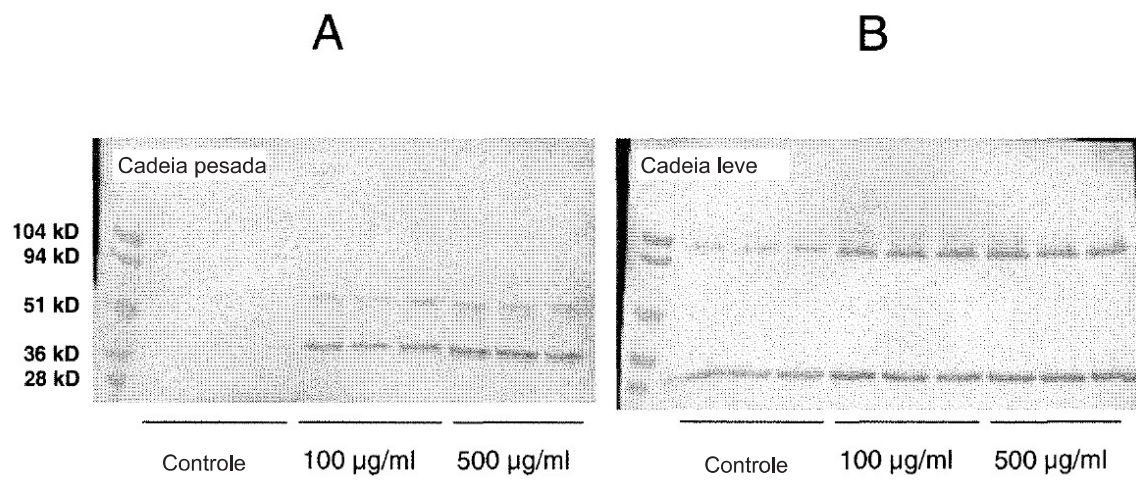 A
B
Cadeia pesada
Cadeia leve
104 kD
94 kD
51 kD
36 kD
28 kD
Controle
100 µg/ml
500 µg/ml
Controle
100 µg/ml
500 µg/ml